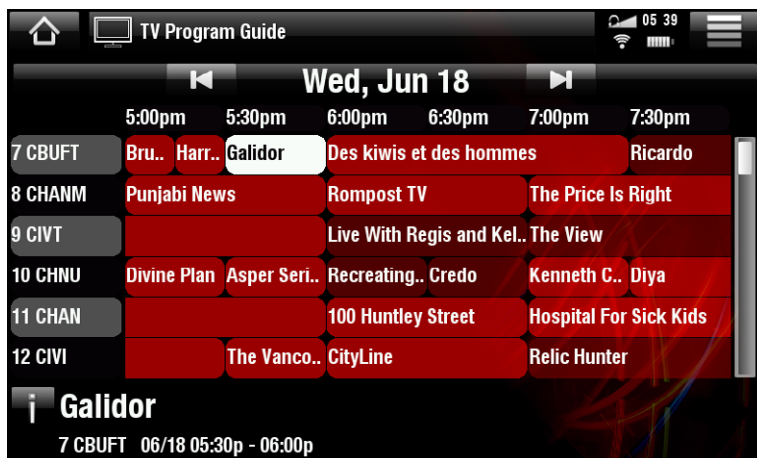 TV Program Guide 05 39
Wed, Jun 18
5:00pm 5:30pm 6:00pm 6:30pm 7:00pm 7:30pm
7 CBUFT Bru.. Harr.. Galidor Des kiwis et des hommes Ricardo
8 CHANM Punjabi News Rompost TV The Price Is Right
9 CIVT Live With Regis and Kel.. The View
10 CHNU Divine Plan Asper Seri.. Recreating.. Credo Kenneth C.. Diya
11 CHAN 100 Huntley Street Hospital For Sick Kids
12 CIVI The Vanco.. CityLine Relic Hunter
i Galidor
7 CBUFT 06/18 05:30p - 06:00p